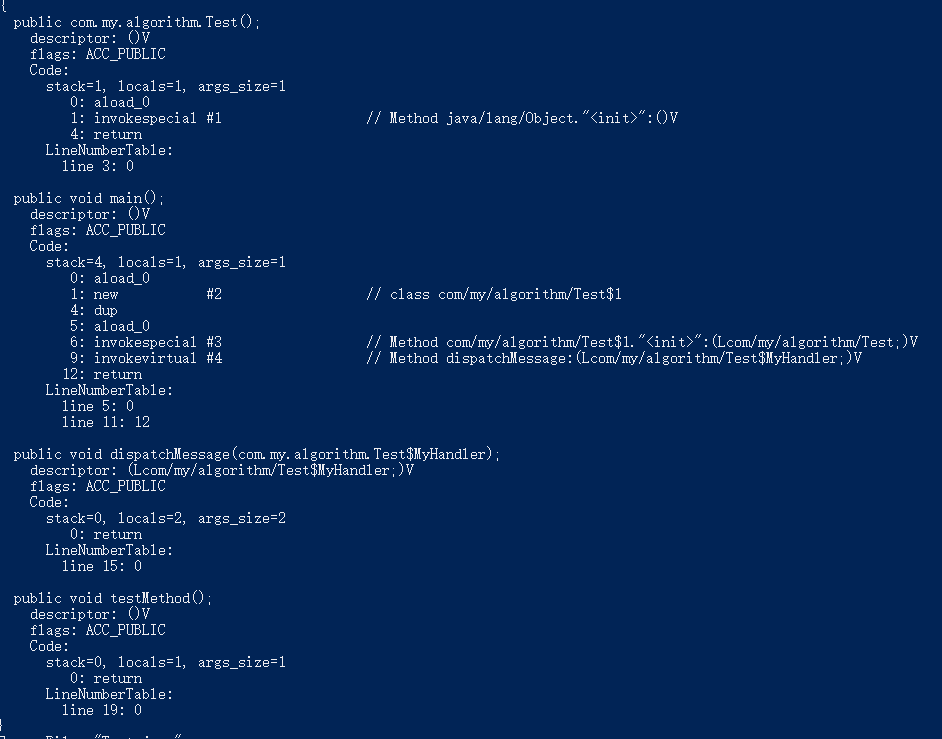 {
  public com.my.algorithm.Test();
    descriptor: ()V
    flags: ACC_PUBLIC
    Code:
      stack=1, locals=1, args_size=1
         0: aload_0
         1: invokespecial #1                  // Method java/lang/Object."<init>":()V
         4: return
      LineNumberTable:
        line 3: 0

  public void main();
    descriptor: ()V
    flags: ACC_PUBLIC
    Code:
      stack=4, locals=1, args_size=1
         0: aload_0
         1: new           #2                  // class com/my/algorithm/Test$1
         4: dup
         5: aload_0
         6: invokespecial #3                  // Method com/my/algorithm/Test$1."<init>":(Lcom/my/algorithm/Test;)V
         9: invokevirtual #4                  // Method dispatchMessage:(Lcom/my/algorithm/Test$MyHandler;)V
        12: return
      LineNumberTable:
        line 5: 0
        line 11: 12

  public void dispatchMessage(com.my.algorithm.Test$MyHandler);
    descriptor: (Lcom/my/algorithm/Test$MyHandler;)V
    flags: ACC_PUBLIC
    Code:
      stack=0, locals=2, args_size=2
         0: return
      LineNumberTable:
        line 15: 0

  public void testMethod();
    descriptor: ()V
    flags: ACC_PUBLIC
    Code:
      stack=0, locals=1, args_size=1
         0: return
      LineNumberTable:
        line 19: 0
}